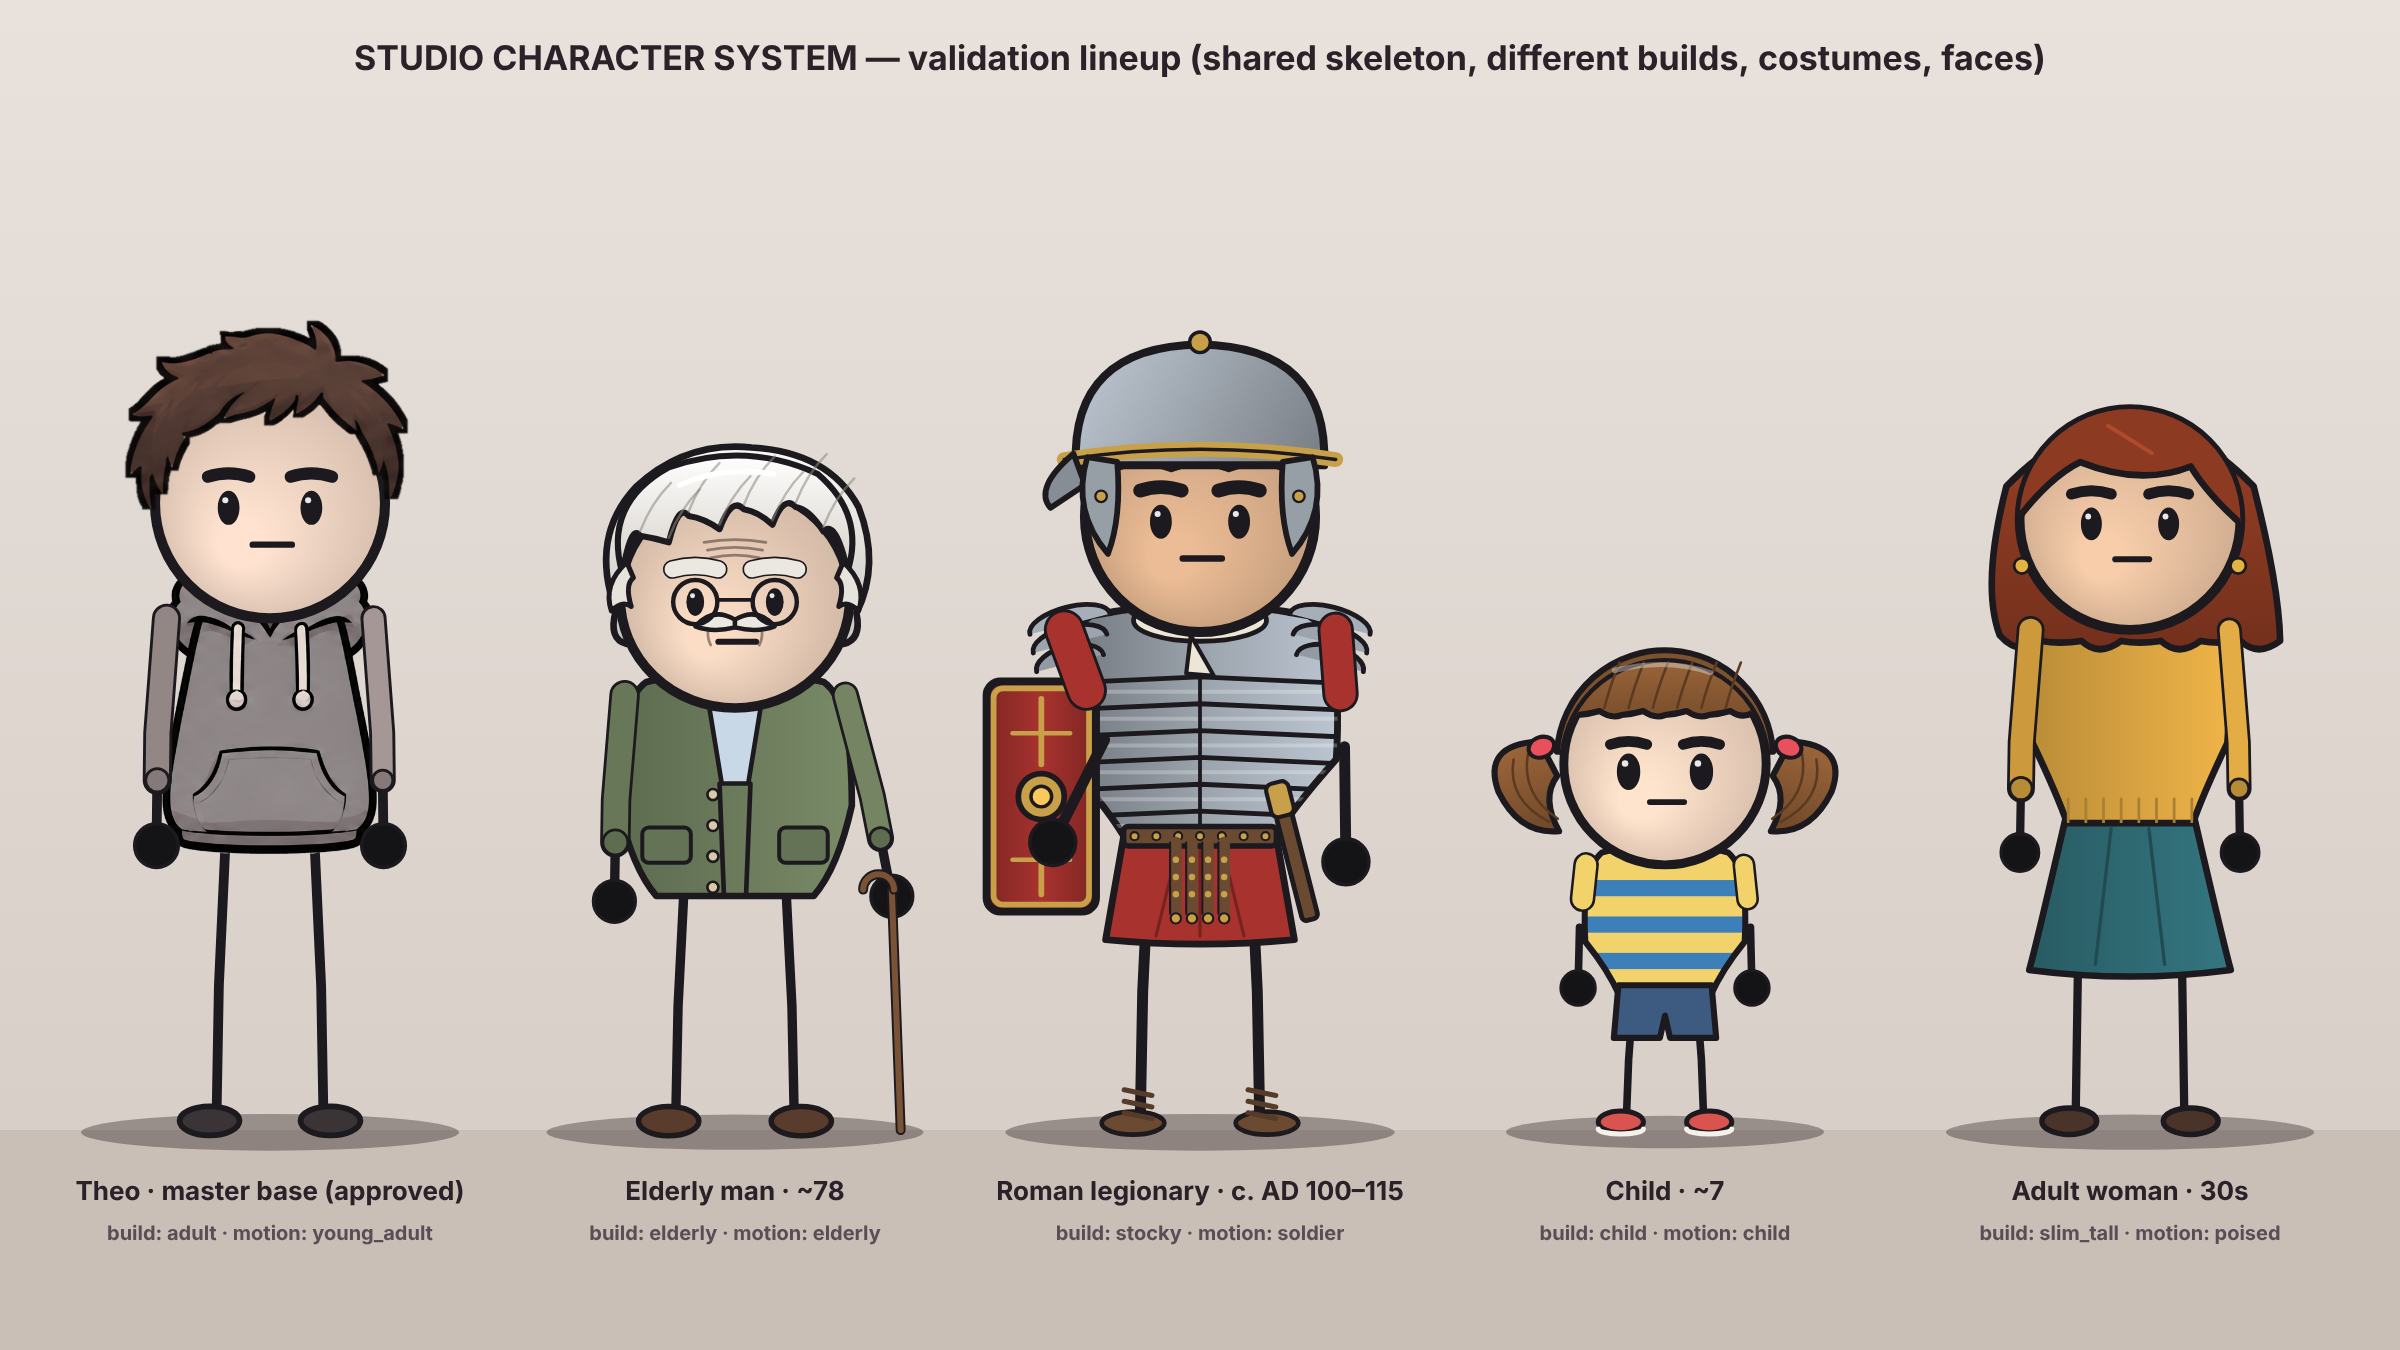 STUDIO CHARACTER SYSTEM — validation lineup (shared skeleton, different builds, costumes, faces)
Theo · master base (approved)
build: adult · motion: young_adult
Elderly man · ~78
build: elderly · motion: elderly
Roman legionary · c. AD 100–115
build: stocky · motion: soldier
Child · ~7
build: child · motion: child
Adult woman · 30s
build: slim_tall · motion: poised